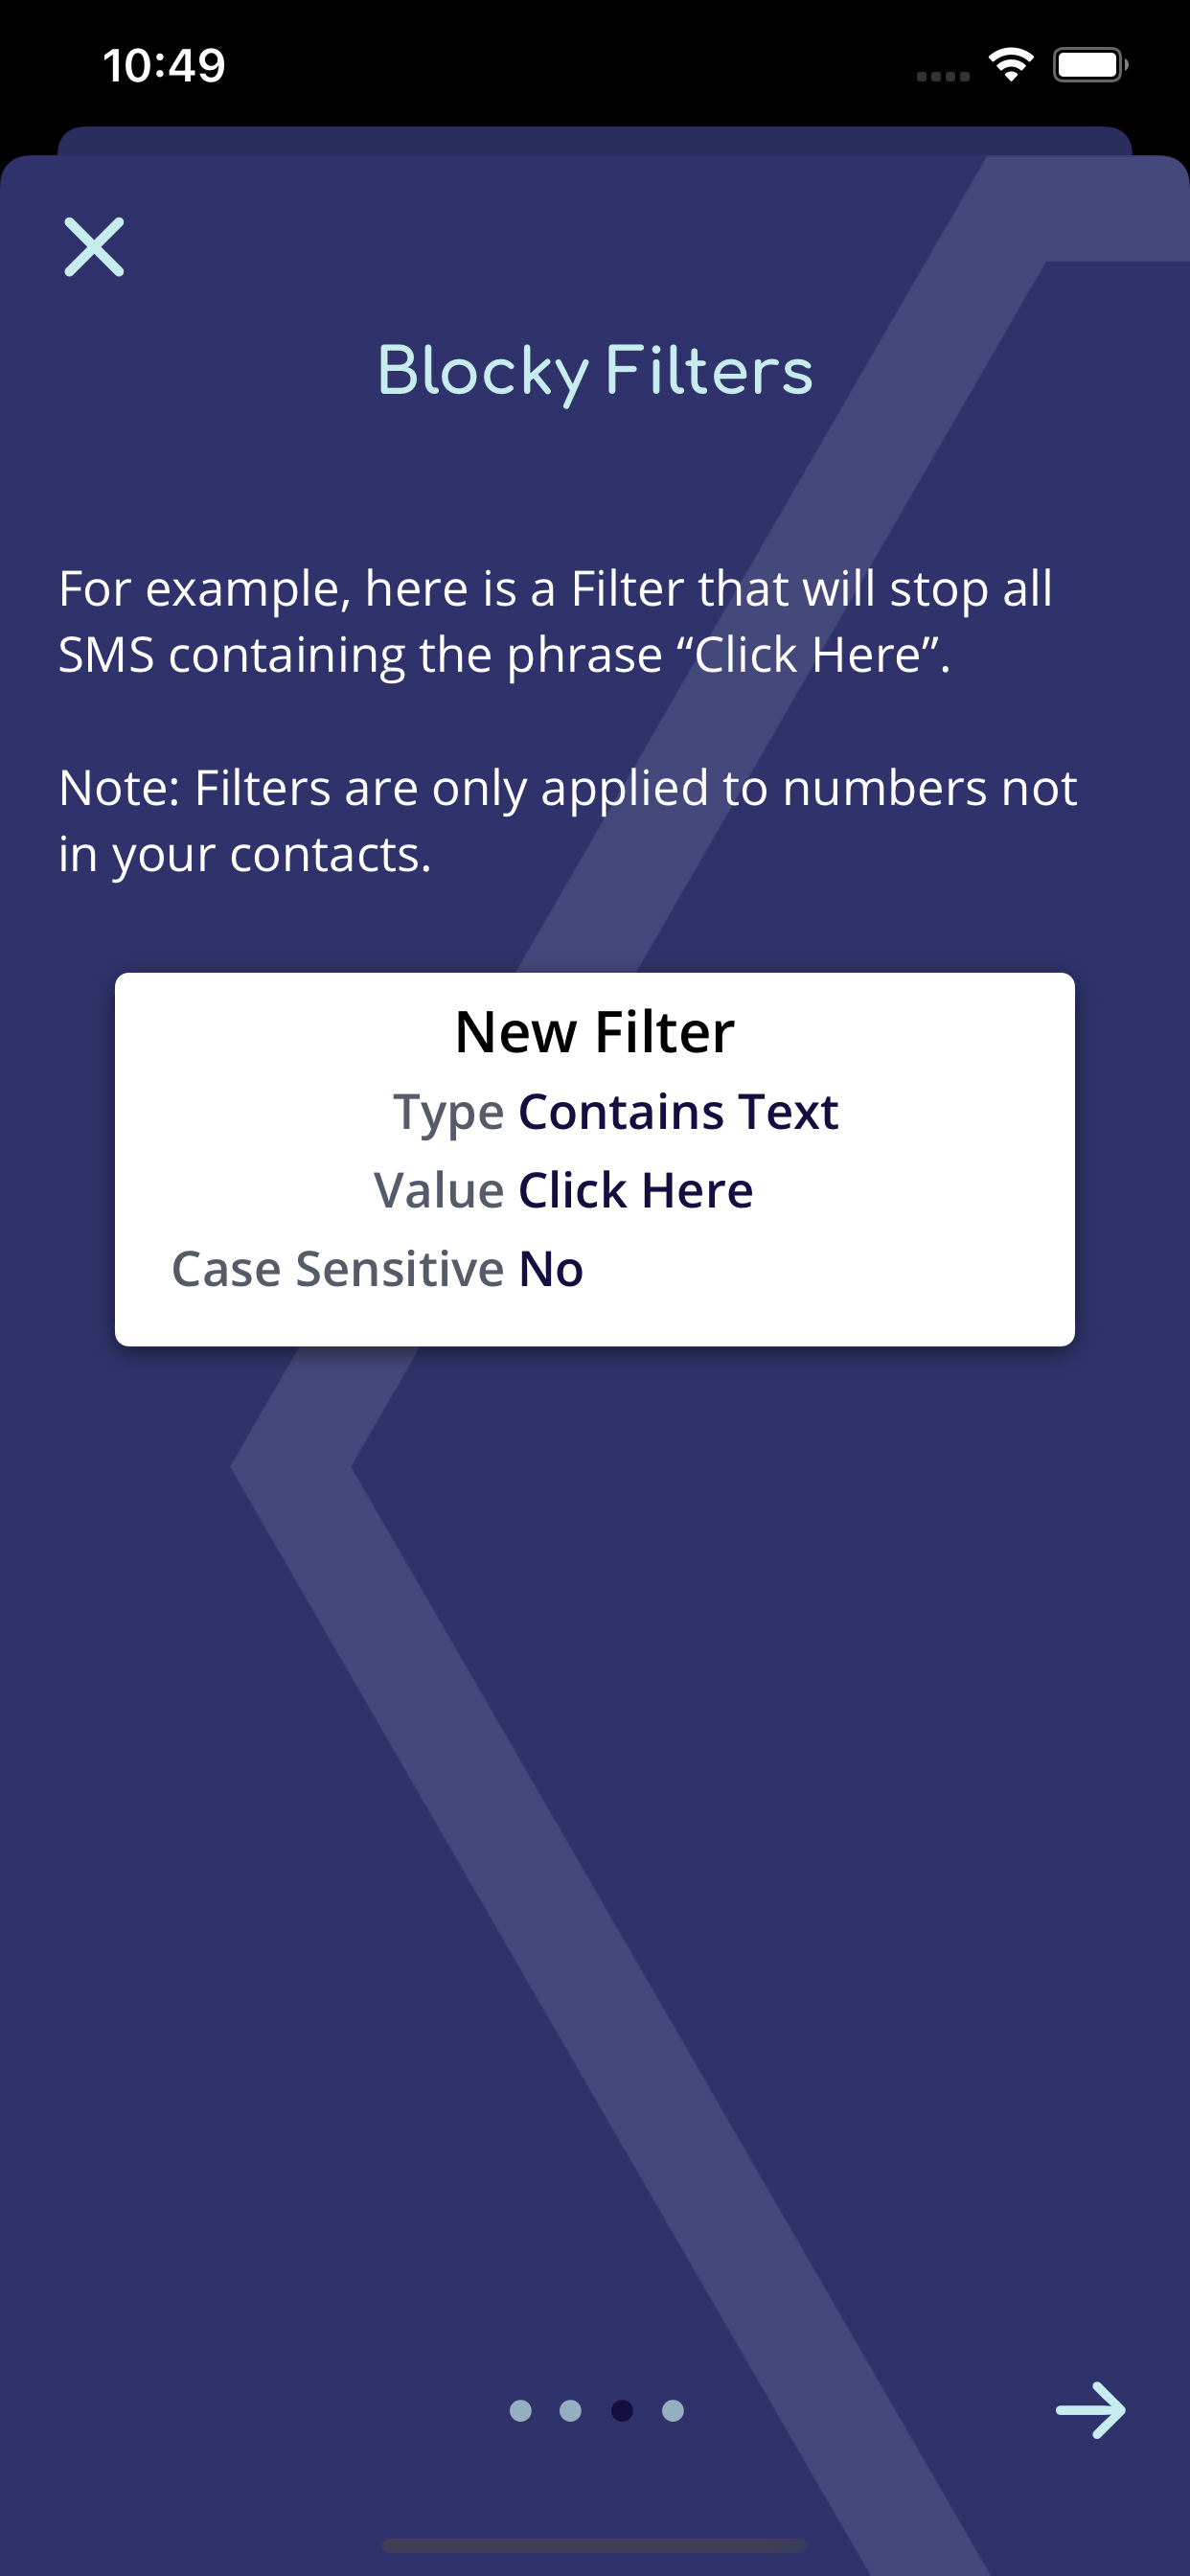 10:49
Blocky Filters
For example, here is a Filter that will stop all
SMS containing the phrase “Click Here”.
Note: Filters are only applied to numbers not
in your contacts.
New Filter
Type Contains Text
Value Click Here
Case Sensitive No